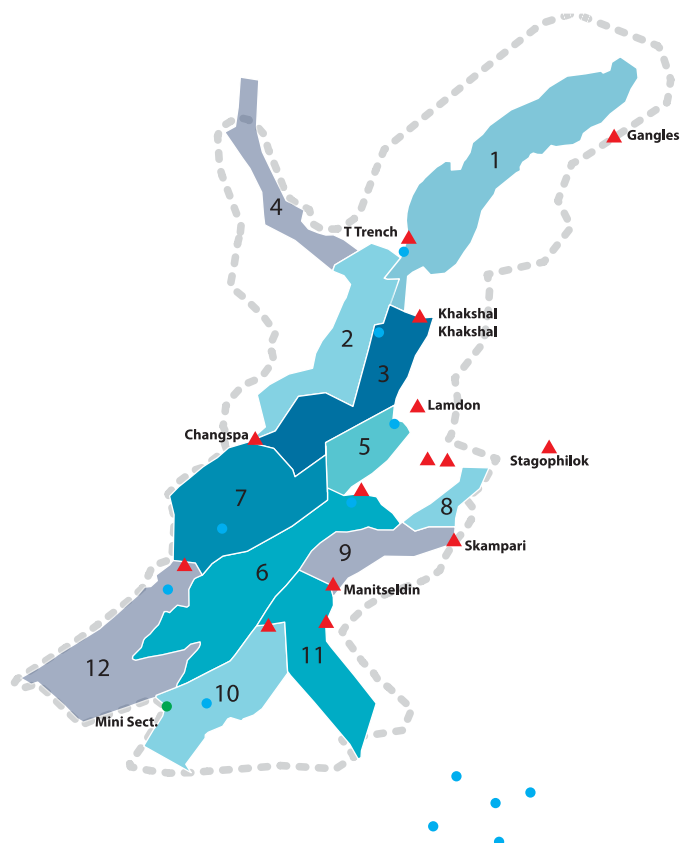 Gangles
1
4
T Trench
Khakshal
Khakshal
2
3
Lamdon
Changspa
5
Stagophilok
7
8
Skampari
9
6
Manitseldin
11
12
10
Mini Sect.